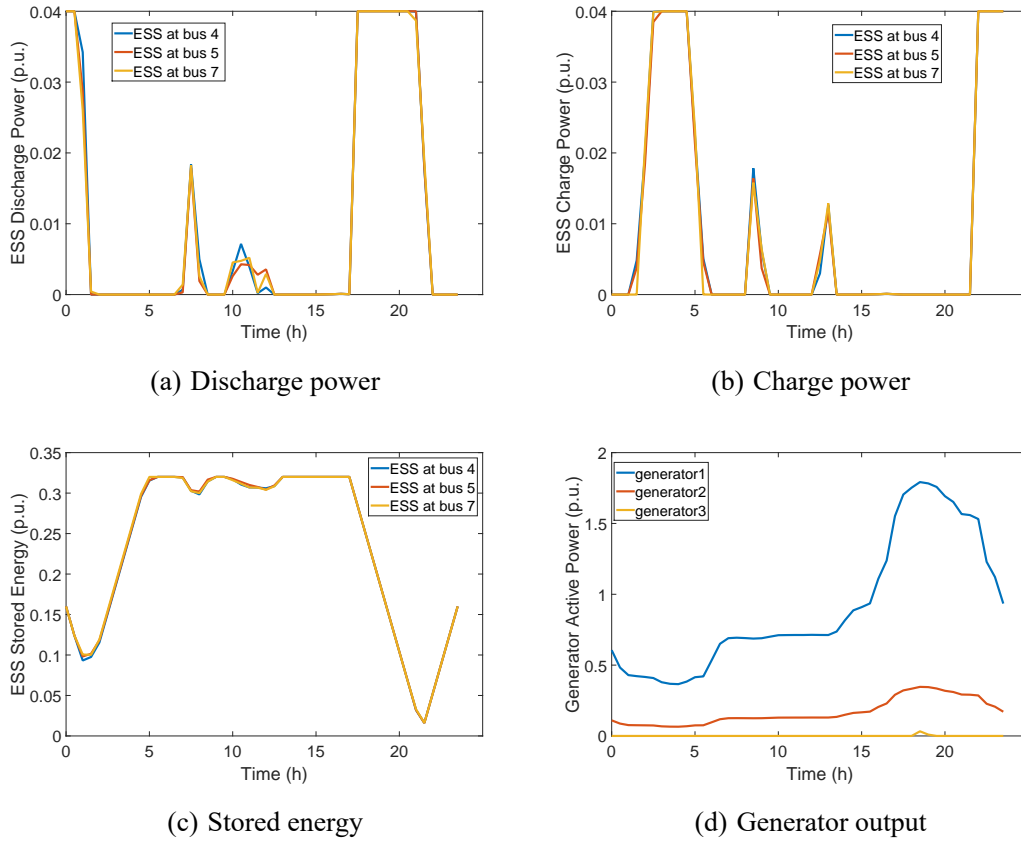 0.04
0.03
0.02
0.01
0
0 5 10 15 20
ESS Discharge Power (p.u.)
Time (h)
ESS at bus 4
ESS at bus 5
ESS at bus 7
(a) Discharge power
0.04
0.03
0.02
0.01
0
0 5 10 15 20
ESS Charge Power (p.u.)
Time (h)
ESS at bus 4
ESS at bus 5
ESS at bus 7
(b) Charge power
0.35
0.3
0.25
0.2
0.15
0.1
0.05
0
0 5 10 15 20
ESS Stored Energy (p.u.)
Time (h)
ESS at bus 4
ESS at bus 5
ESS at bus 7
(c) Stored energy
2
1.5
1
0.5
0
0 5 10 15 20
Generator Active Power (p.u.)
Time (h)
generator1
generator2
generator3
(d) Generator output